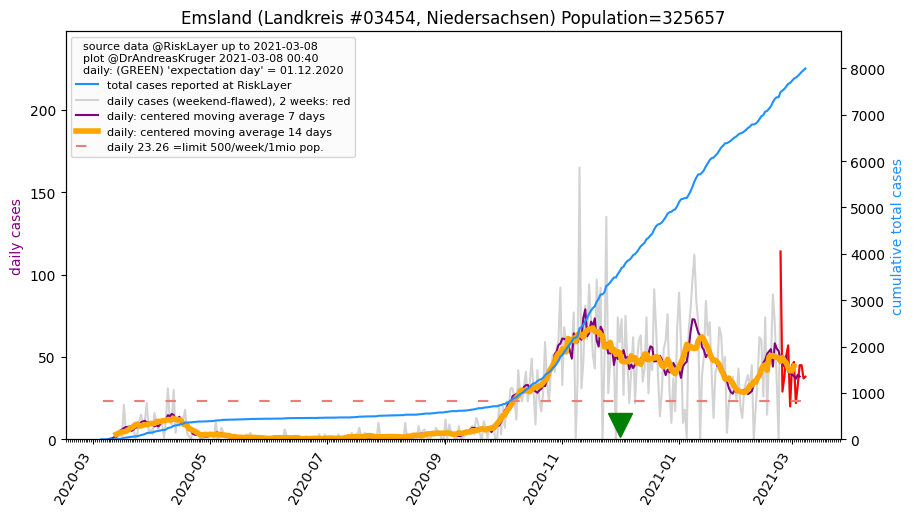 Emsland (Landkreis #03454, Niedersachsen) Population=325657
source data @RiskLayer up to 2021-03-08
plot @DrAndreasKruger 2021-03-08 00:40
daily: (GREEN) 'expectation day' = 01.12.2020
total cases reported at RiskLayer
daily cases (weekend-flawed), 2 weeks: red
daily: centered moving average 7 days
daily: centered moving average 14 days
daily 23.26 =limit 500/week/1mio pop.
daily cases
200
150
100
50
0
cumulative total cases
8000
7000
6000
5000
4000
3000
2000
1000
0
2020-03
2020-05
2020-07
2020-09
2020-11
2021-01
2021-03